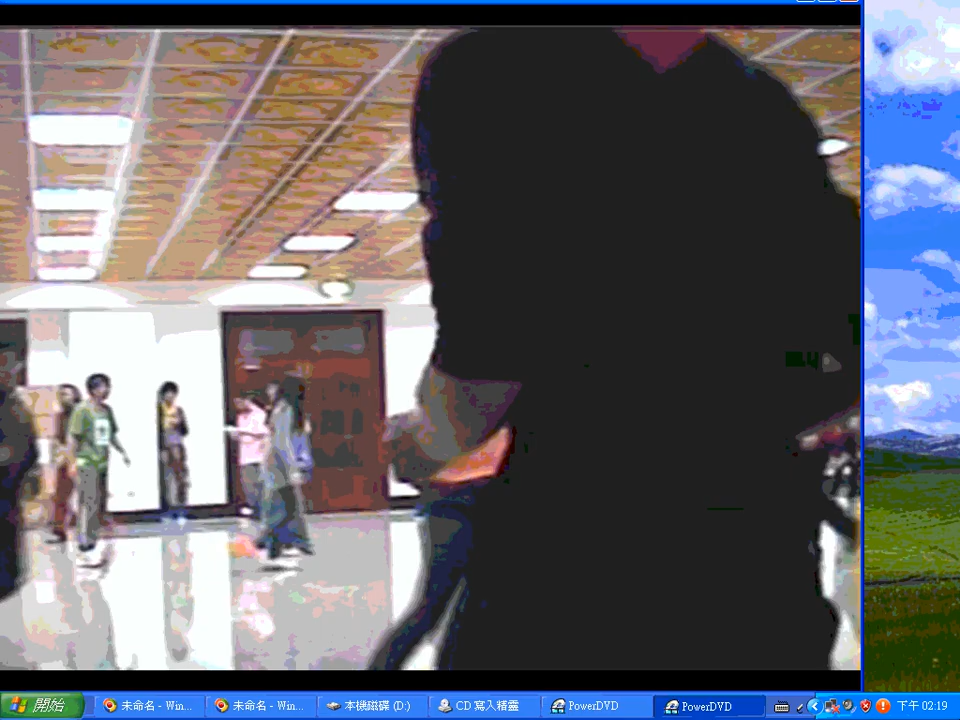 開始
未命名 - Win...
未命名 - Win...
本機磁碟 (D:)
CD 寫入精靈
PowerDVD
PowerDVD
下午 02:19